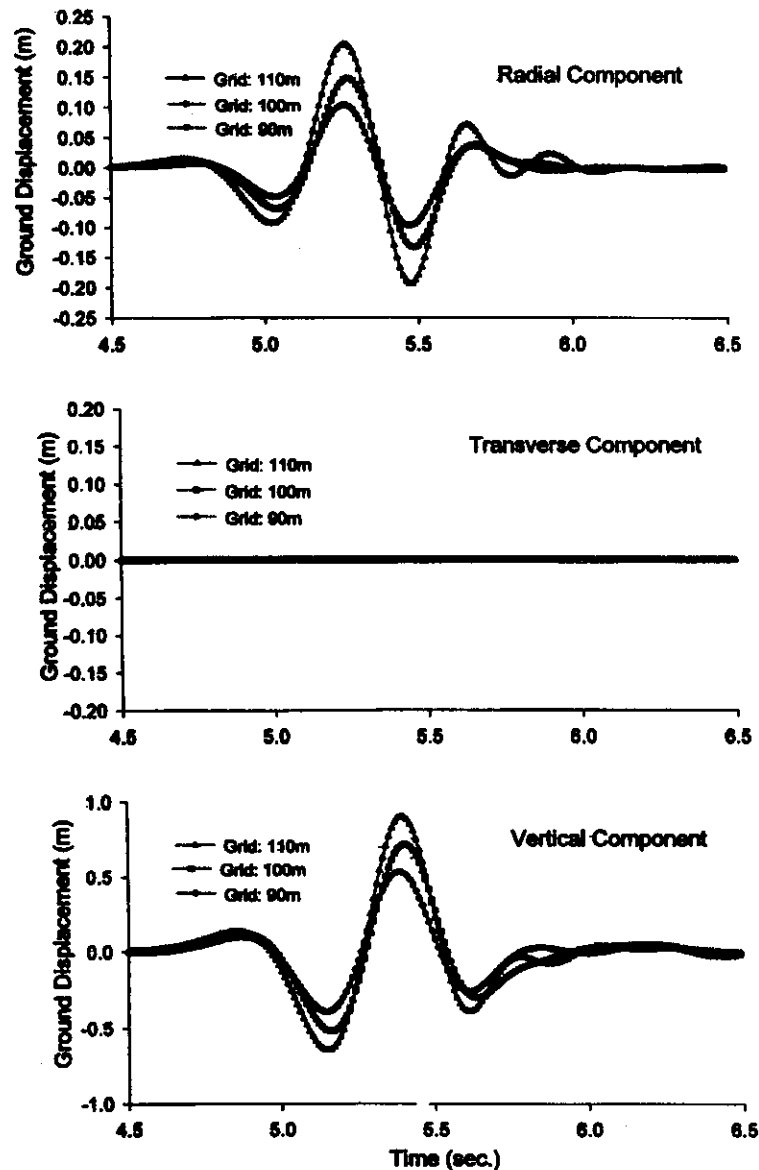 Ground Displacement (m)
0.25
0.20
0.15
0.10
0.05
0.00
-0.05
-0.10
-0.15
-0.20
-0.25
Radial Component
Grid: 110m
Grid: 100m
Grid: 90m
4.5 5.0 5.5 6.0 6.5
Ground Displacement (m)
0.20
0.15
0.10
0.05
0.00
-0.05
-0.10
-0.15
-0.20
Transverse Component
Grid: 110m
Grid: 100m
Grid: 90m
4.5 5.0 5.5 6.0 6.5
Ground Displacement (m)
1.0
0.5
0.0
-0.5
-1.0
Vertical Component
Grid: 110m
Grid: 100m
Grid: 90m
4.5 5.0 5.5 6.0 6.5
Time (sec.)